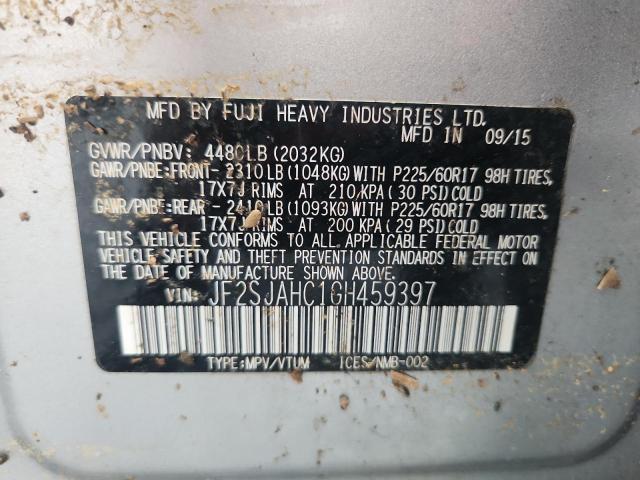 MFD BY FUJI HEAVY INDUSTRIES LTD.
MFD IN 09/15
GVWR/PNBV: 4480LB (2032KG)
GAWR/PNBE:FRONT- 2310LB (1048KG) WITH P225/60R17 98H TIRES,
17X7J RIMS AT 210 KPA (30 PSI) COLD
GAWR/PNBE:REAR - 2410LB (1093KG) WITH P225/60R17 98H TIRES,
17X7J RIMS AT 200 KPA (29 PSI) COLD
THIS VEHICLE CONFORMS TO ALL APPLICABLE FEDERAL MOTOR
VEHICLE SAFETY, BUMPER, AND THEFT PREVENTION STANDARDS IN EFFECT ON
THE DATE OF MANUFACTURE SHOWN ABOVE.
VIN: JF2SJAHC1GH459397
TYPE:MPV/VTUM ICES/NMB-002